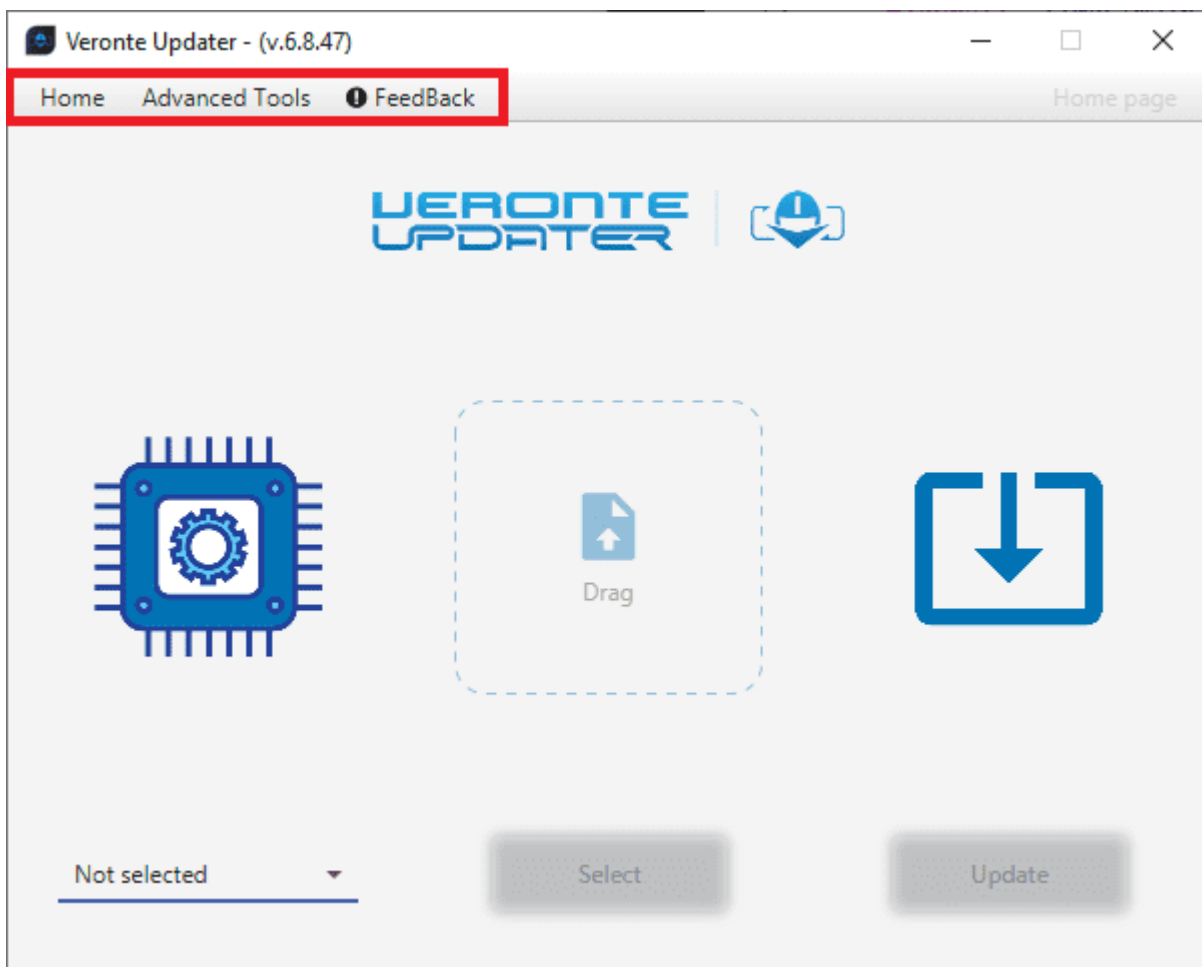 Veronte Updater - (v.6.8.47)
Home Advanced Tools FeedBack Home page
VERONTE
UPDATER
Drag
Not selected Select Update